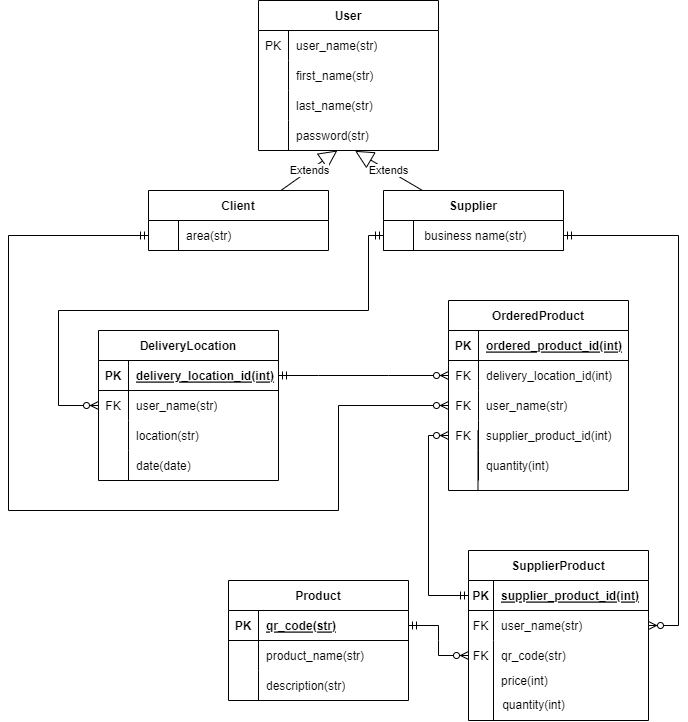 User
PK user_name(str)
first_name(str)
last_name(str)
password(str)
Extends
Extends
Client
area(str)
Supplier
business name(str)
DeliveryLocation
PK delivery_location_id(int)
FK user_name(str)
location(str)
date(date)
OrderedProduct
PK ordered_product_id(int)
FK delivery_location_id(int)
FK user_name(str)
FK supplier_product_id(int)
quantity(int)
Product
PK qr_code(str)
product_name(str)
description(str)
SupplierProduct
PK supplier_product_id(int)
FK user_name(str)
FK qr_code(str)
price(int)
quantity(int)